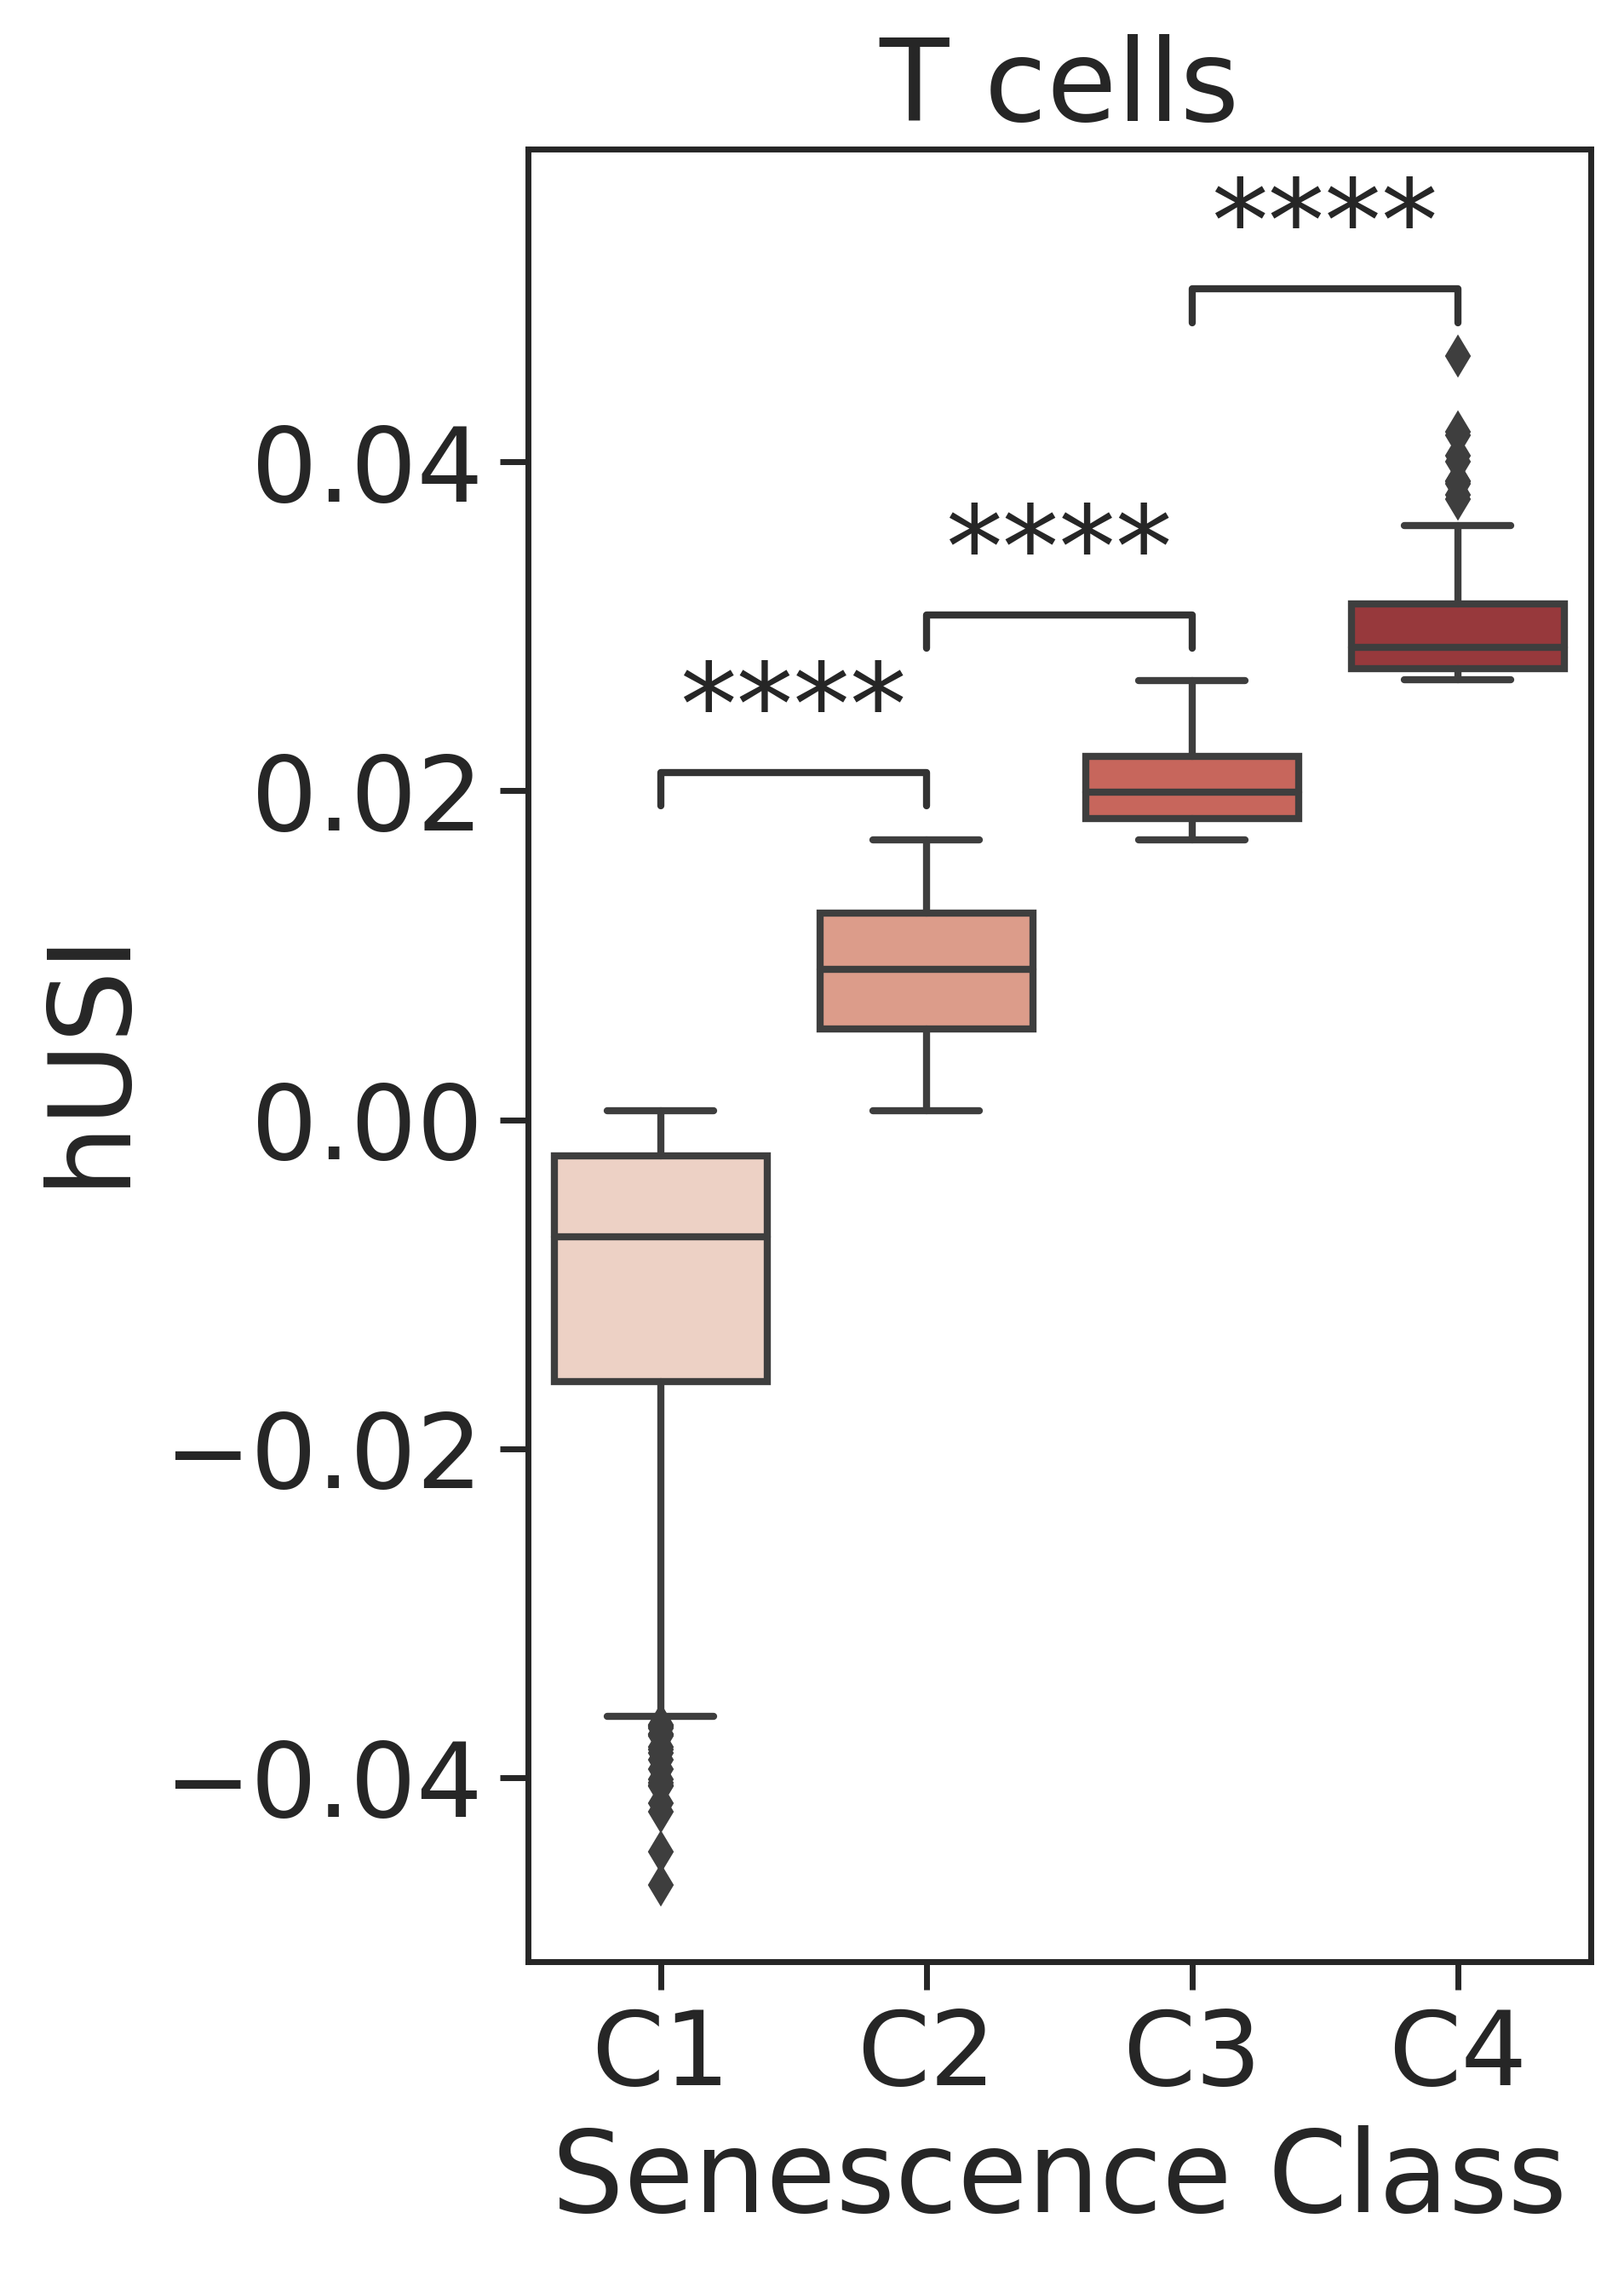 T cells
****
****
****
0.04
0.02
0.00
−0.02
−0.04
hUSI
C1 C2 C3 C4
Senescence Class